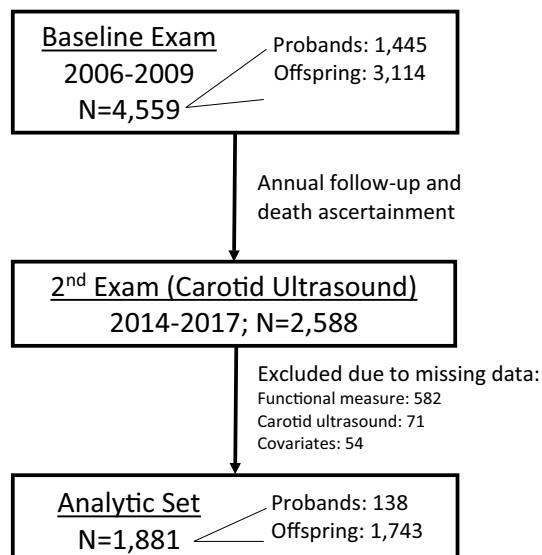 Baseline Exam
2006-2009
N=4,559
Probands: 1,445
Offspring: 3,114
Annual follow-up and
death ascertainment
2nd Exam (Carotid Ultrasound)
2014-2017; N=2,588
Excluded due to missing data:
Functional measure: 582
Carotid ultrasound: 71
Covariates: 54
Analytic Set
N=1,881
Probands: 138
Offspring: 1,743